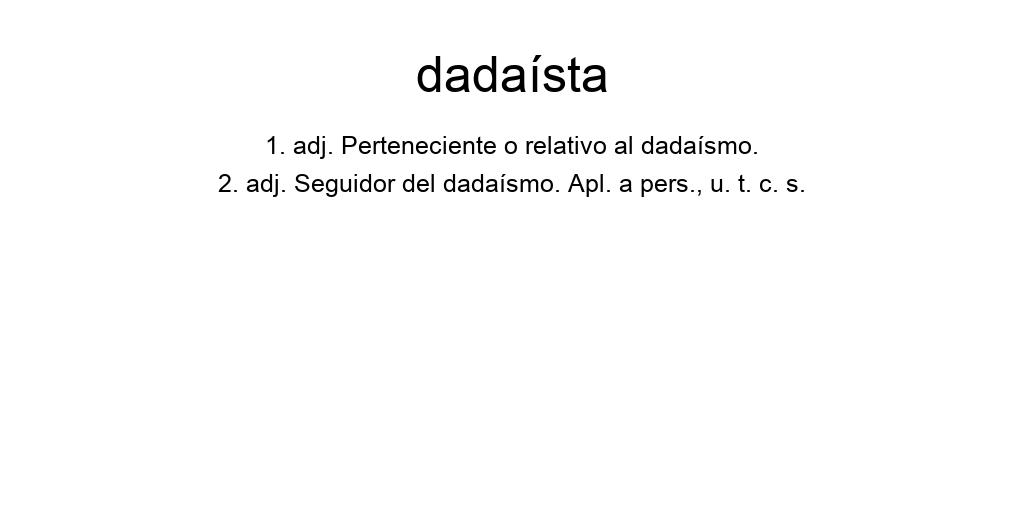 dadaísta
1. adj. Perteneciente o relativo al dadaísmo.
2. adj. Seguidor del dadaísmo. Apl. a pers., u. t. c. s.